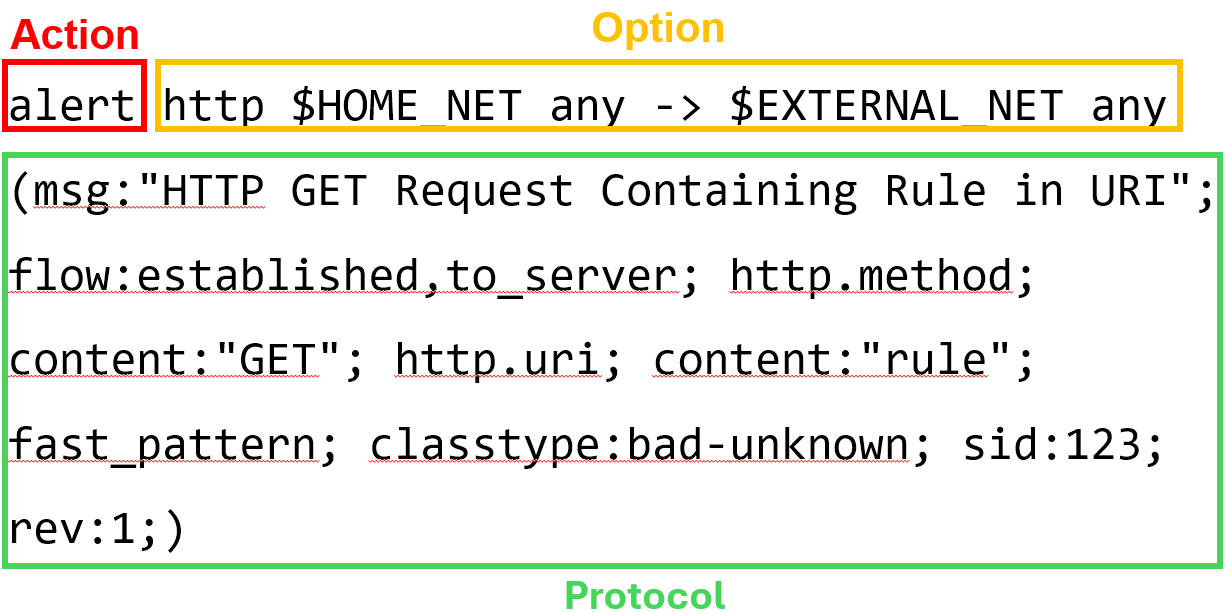 Action
Option
alert http $HOME_NET any -> $EXTERNAL_NET any
(msg:"HTTP GET Request Containing Rule in URI";
flow:established,to_server; http.method;
content:"GET"; http.uri; content:"rule";
fast_pattern; classtype:bad-unknown; sid:123;
rev:1;)
Protocol